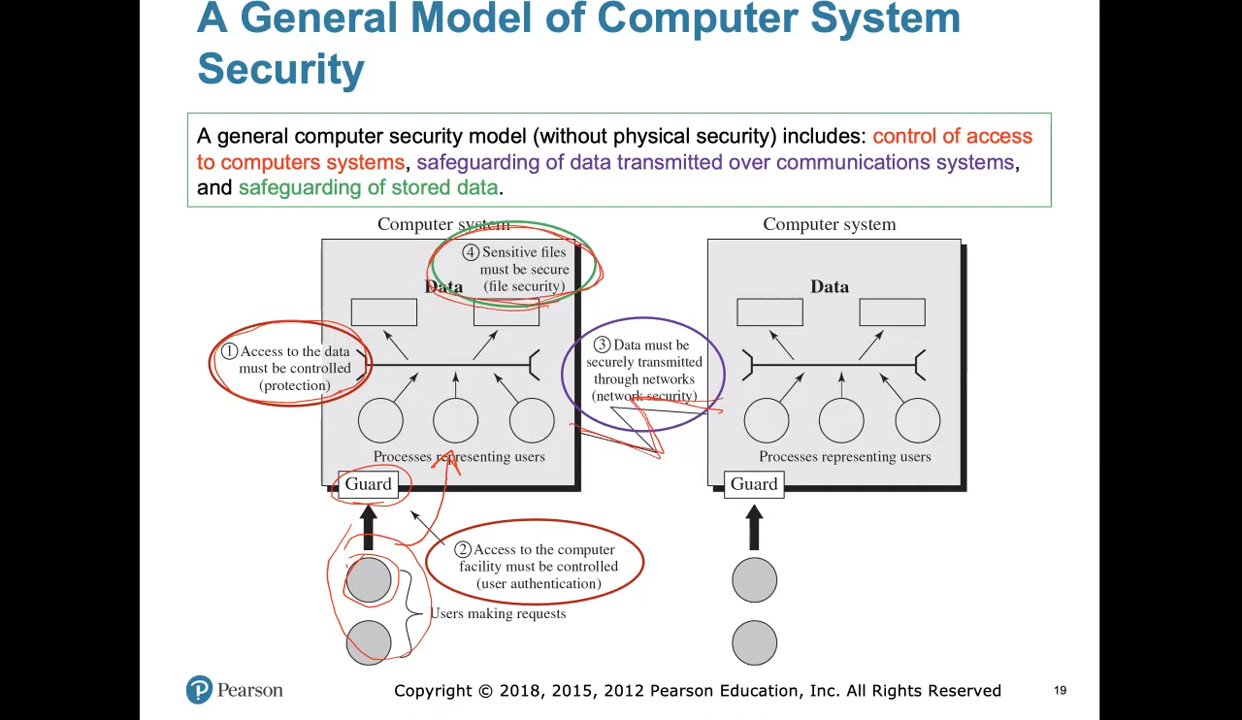 A General Model of Computer System
Security
A general computer security model (without physical security) includes: control of access
to computers systems, safeguarding of data transmitted over communications systems,
and safeguarding of stored data.
Computer system
④ Sensitive files
must be secure
(file security)
Data
① Access to the data
must be controlled
(protection)
Processes representing users
Guard
② Access to the computer
facility must be controlled
(user authentication)
Users making requests
③ Data must be
securely transmitted
through networks
(network security)
Computer system
Data
Processes representing users
Guard
Pearson
Copyright © 2018, 2015, 2012 Pearson Education, Inc. All Rights Reserved
19